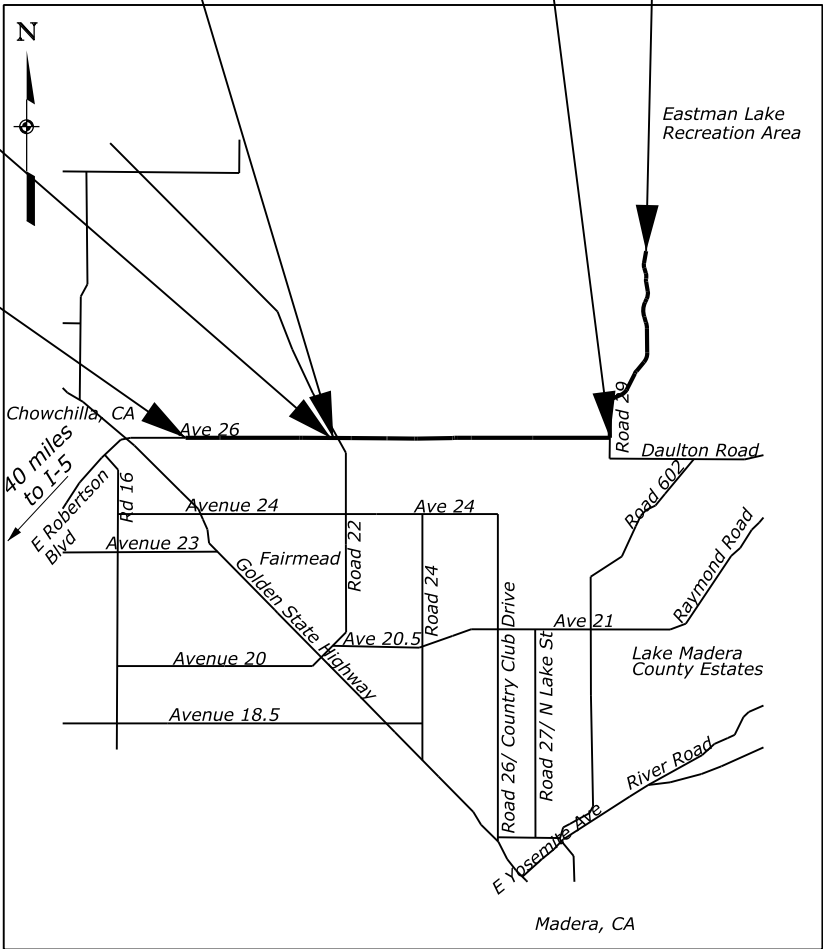 N
Eastman Lake
Recreation Area
Road 29
Chowchilla, CA
Ave 26
Daulton Road
40 miles
to I-5
Road 602
E Robertson
Blvd
Rd 16
Avenue 24
Ave 24
Raymond Road
Avenue 23
Fairmead
Road 22
Golden State Highway
Road 24
Road 26/ Country Club Drive
Ave 21
Road 27/ N Lake St
Ave 20.5
Lake Madera
County Estates
Avenue 20
Avenue 18.5
River Road
E Yosemite Ave
Madera, CA